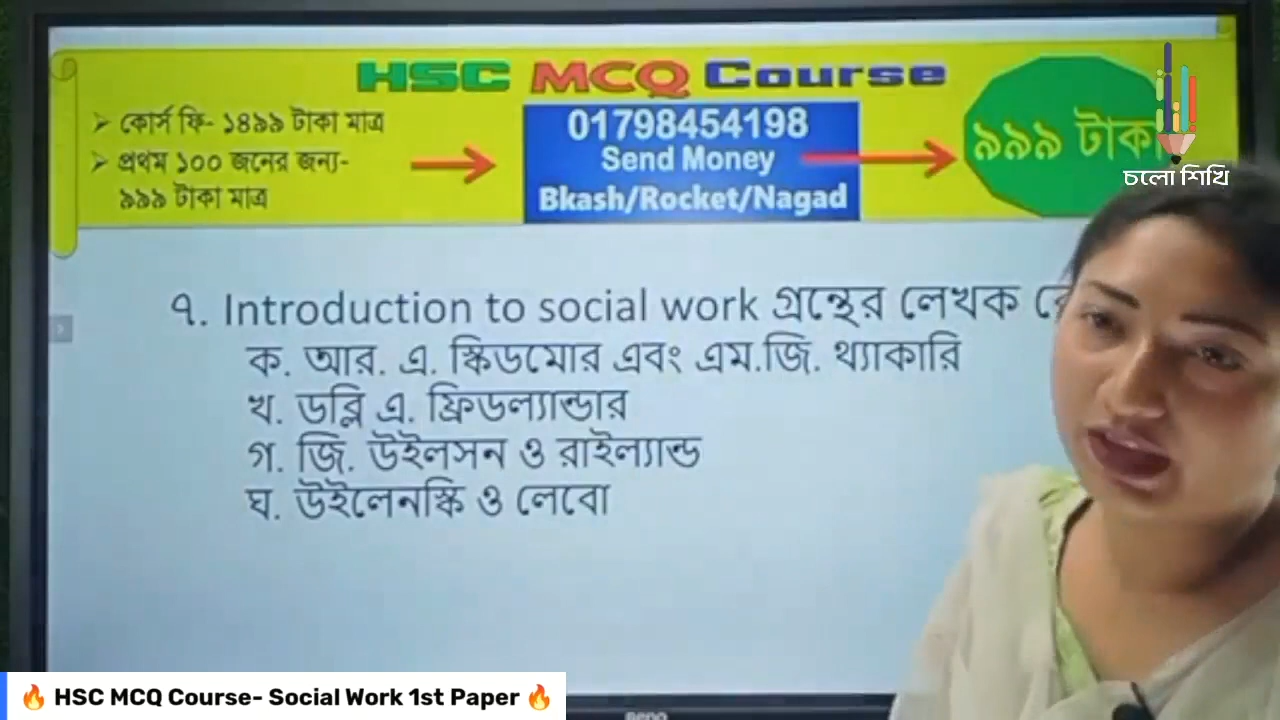 HSC MCQ Course
➢ কোর্স ফি- ১৪৯৯ টাকা মাত্র
➢ প্রথম ১০০ জনের জন্য-
৯৯৯ টাকা মাত্র
01798454198
Send Money
Bkash/Rocket/Nagad
৯৯৯ টাকা
চলো শিখি
৭. Introduction to social work গ্রন্থের লেখক
ক. আর. এ. স্কিডমোর এবং এম.জি. থ্যাকারি
খ. ডব্লি এ. ফ্রিডল্যান্ডার
গ. জি. উইলসন ও রাইল্যান্ড
ঘ. উইলেনস্কি ও লেবো
🔥 HSC MCQ Course- Social Work 1st Paper 🔥